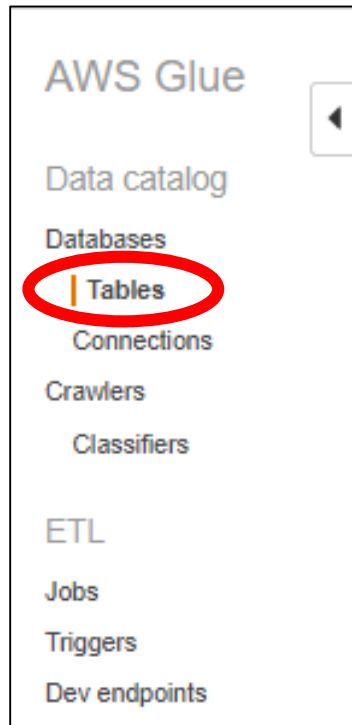 AWS Glue
Data catalog
Databases
Tables
Connections
Crawlers
Classifiers
ETL
Jobs
Triggers
Dev endpoints